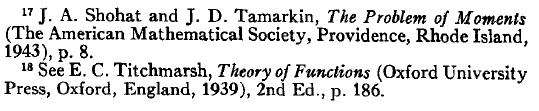 17 J. A. Shohat and J. D. Tamarkin, The Problem of Moments
(The American Mathematical Society, Providence, Rhode Island,
1943), p. 8.
18 See E. C. Titchmarsh, Theory of Functions (Oxford University
Press, Oxford, England, 1939), 2nd Ed., p. 186.